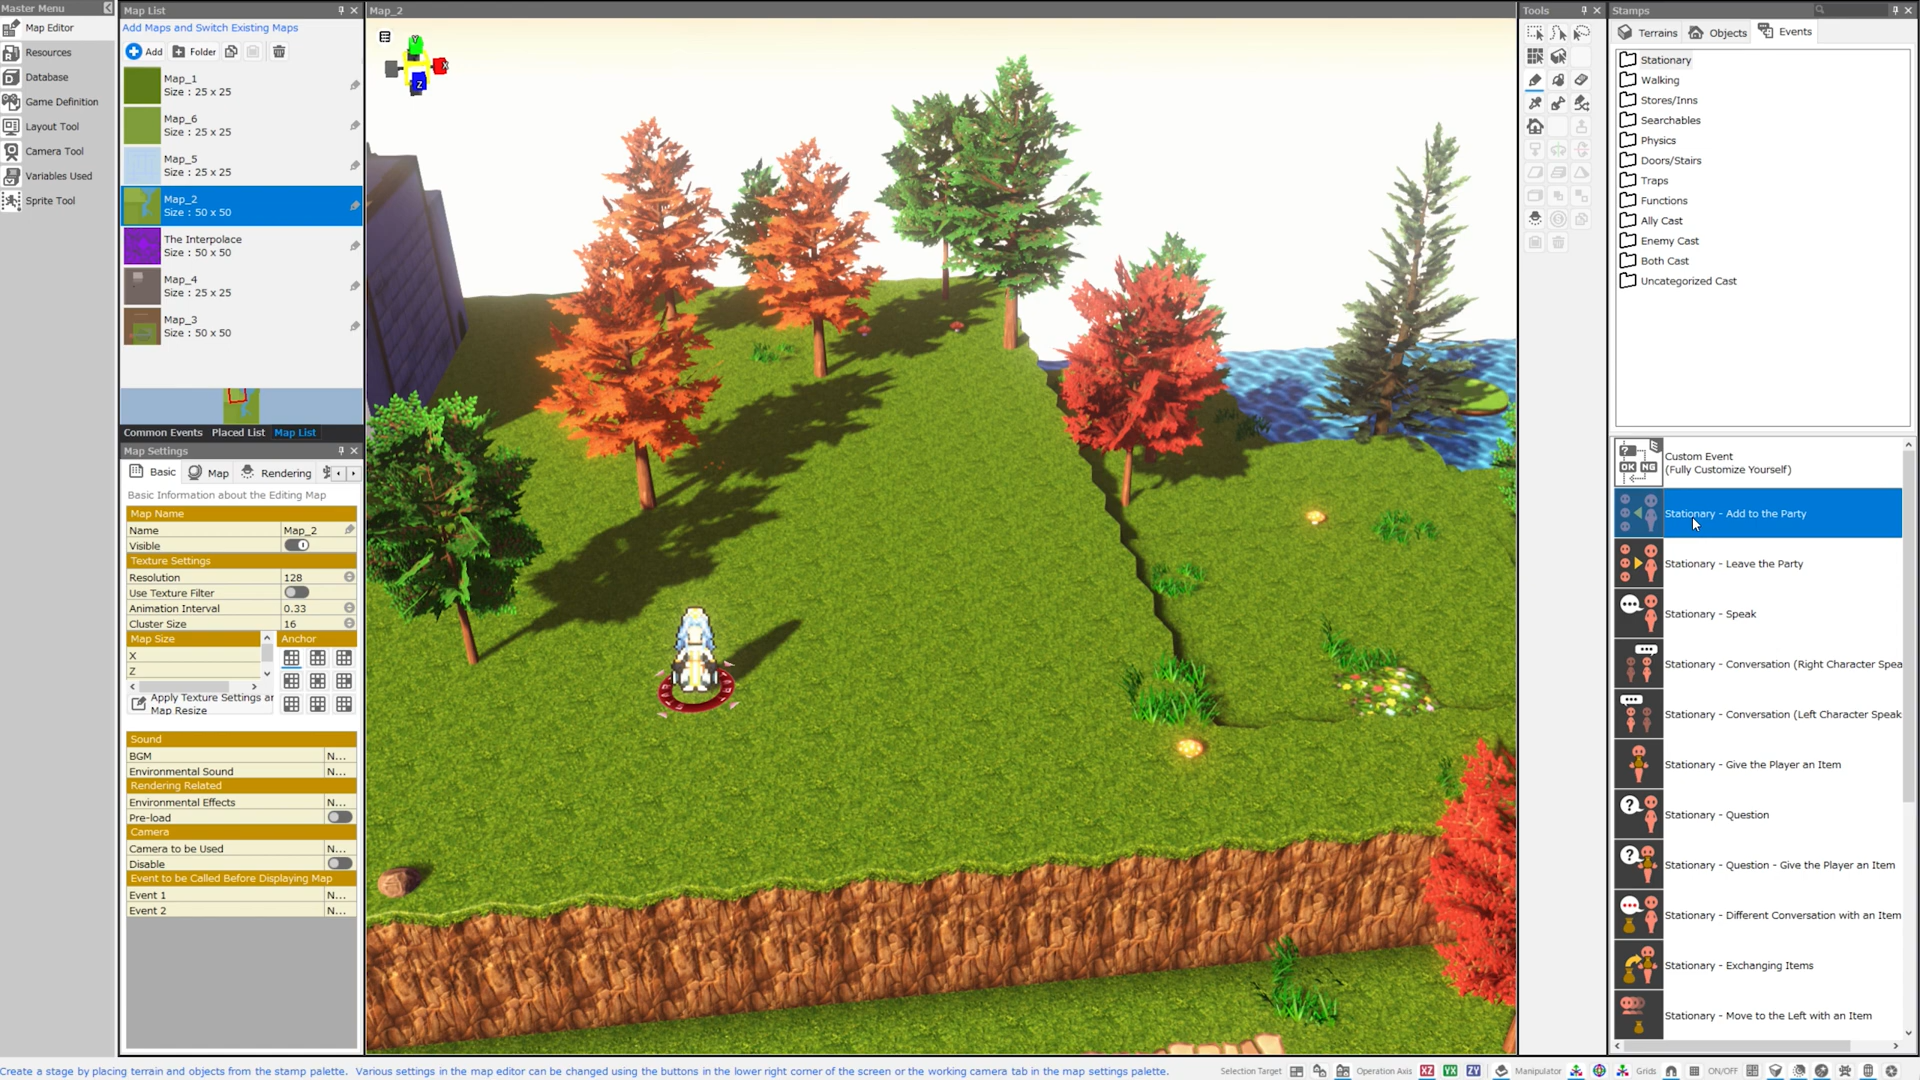 Master Menu
Map Editor
Resources
Database
Game Definition
Layout Tool
Camera Tool
Variables Used
Sprite Tool
Map List
Add Maps and Switch Existing Maps
Add
Folder
Map_1
Size : 25 x 25
Map_6
Size : 25 x 25
Map_5
Size : 25 x 25
Map_2
Size : 50 x 50
The Interpolace
Size : 50 x 50
Map_4
Size : 25 x 25
Map_3
Size : 50 x 50
Common Events Placed List Map List
Map Settings
Basic Map Rendering
Basic Information about the Editing Map
Map Name
Name Map_2
Visible
Texture Settings
Resolution 128
Use Texture Filter
Animation Interval 0.33
Cluster Size 16
Map Size Anchor
X
Z
Apply Texture Settings ar
Map Resize
Sound
BGM N...
Environmental Sound N...
Rendering Related
Environmental Effects N...
Pre-load
Camera
Camera to be Used N...
Disable
Event to be Called Before Displaying Map
Event 1 N...
Event 2 N...
Map_2
Y
X
Z
Tools
Stamps
Terrains Objects Events
Stationary
Walking
Stores/Inns
Searchables
Physics
Doors/Stairs
Traps
Functions
Ally Cast
Enemy Cast
Both Cast
Uncategorized Cast
OK NG
Custom Event
(Fully Customize Yourself)
Stationary - Add to the Party
Stationary - Leave the Party
Stationary - Speak
Stationary - Conversation (Right Character Spea
Stationary - Conversation (Left Character Speak
Stationary - Give the Player an Item
Stationary - Question
Stationary - Question - Give the Player an Item
Stationary - Different Conversation with an Item
Stationary - Exchanging Items
Stationary - Move to the Left with an Item
Create a stage by placing terrain and objects from the stamp palette. Various settings in the map editor can be changed using the buttons in the lower right corner of the screen or the working camera tab in the map settings palette.
Selection Target Operation Axis XZ YX ZY Manipulator Grids ON/OFF